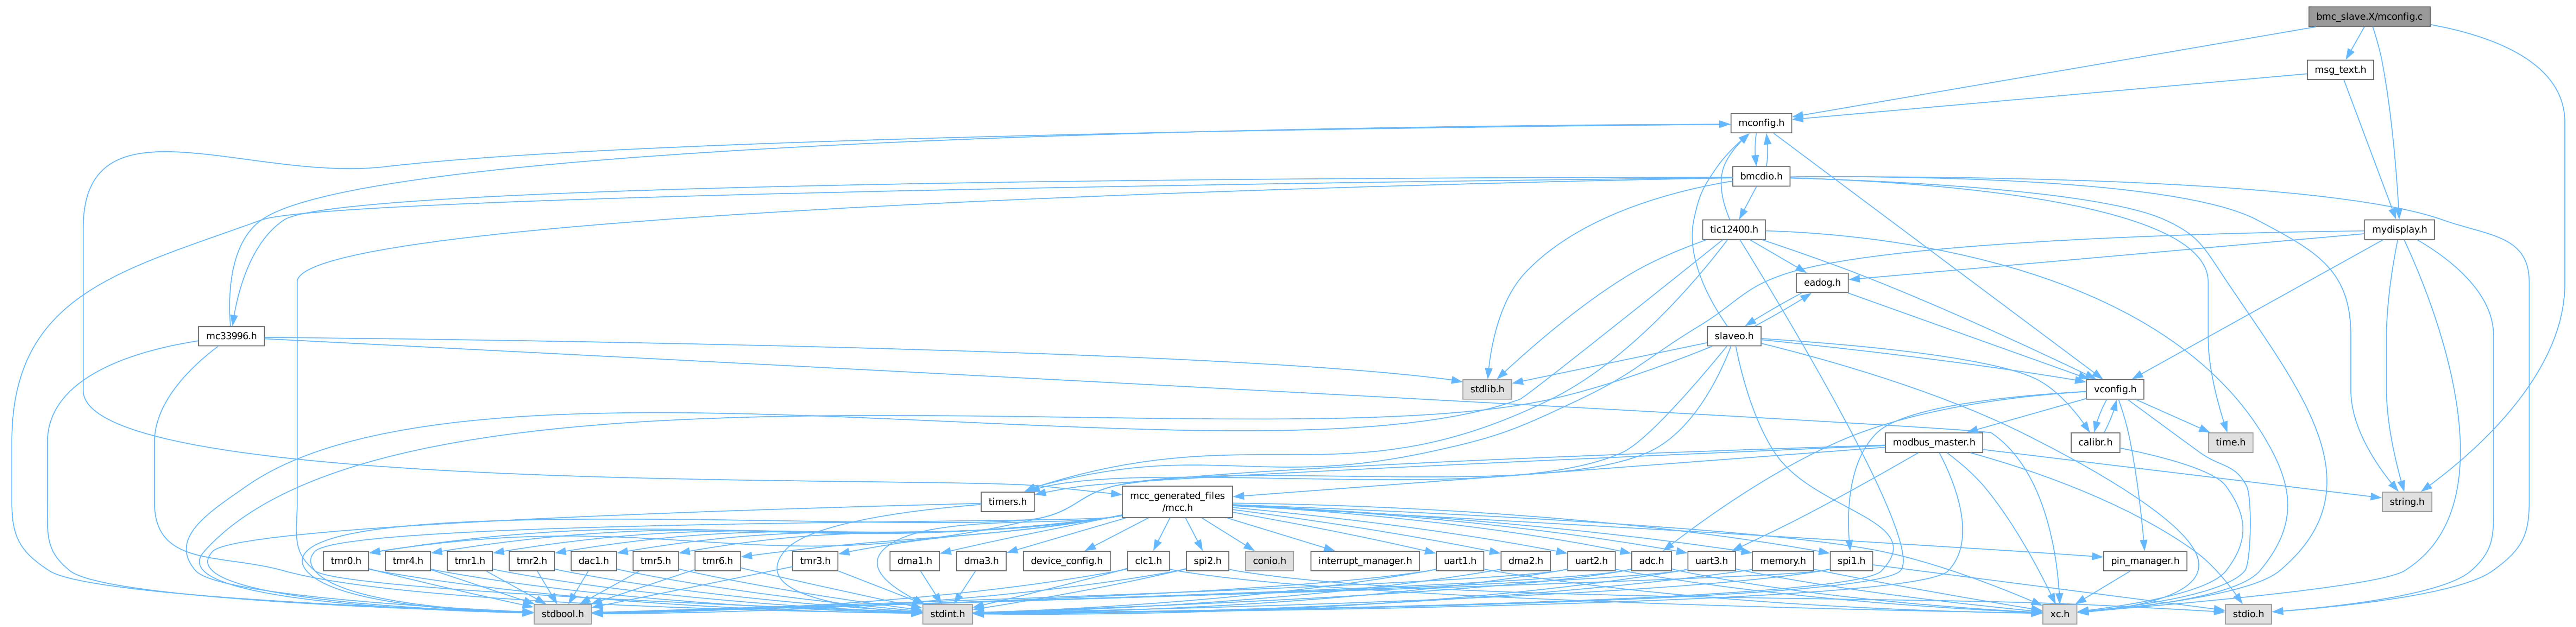 bmc_slave.X/mconfig.c
msg_text.h
mconfig.h
bmcdio.h
tic12400.h
mydisplay.h
eadog.h
mc33996.h
slaveo.h
stdlib.h
vconfig.h
modbus_master.h
calibr.h
time.h
timers.h
mcc_generated_files
/mcc.h
string.h
tmr0.h
tmr4.h
tmr1.h
tmr2.h
dac1.h
tmr5.h
tmr6.h
tmr3.h
dma1.h
dma3.h
device_config.h
clc1.h
spi2.h
conio.h
interrupt_manager.h
uart1.h
dma2.h
uart2.h
adc.h
uart3.h
memory.h
spi1.h
pin_manager.h
stdbool.h
stdint.h
xc.h
stdio.h